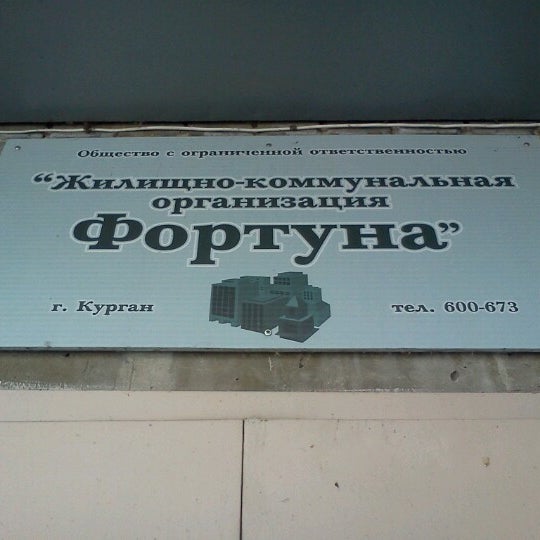 Общество с ограниченной ответственностью
"Жилищно-коммунальная
организация
Фортуна"
г. Курган
тел. 600-673